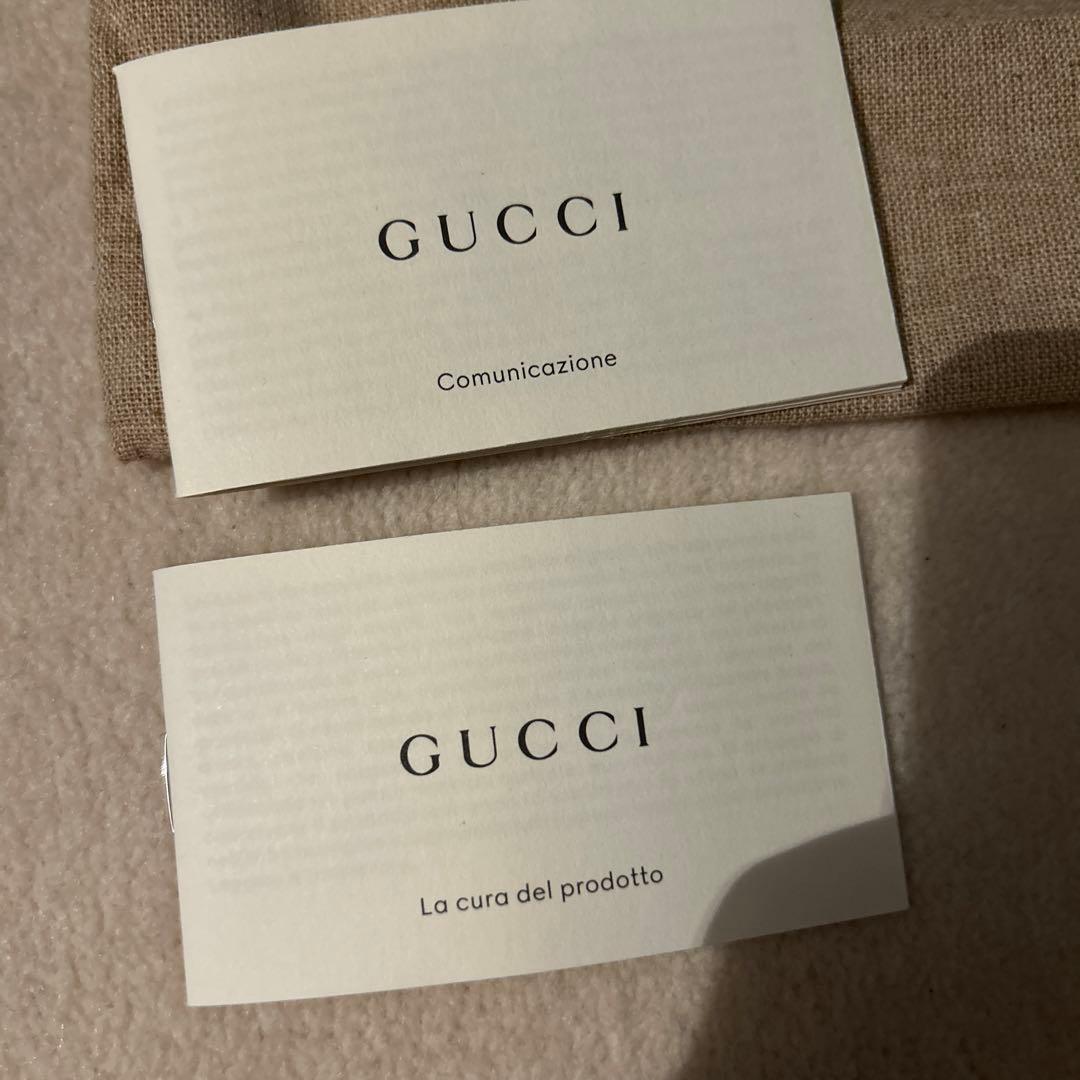 GUCCI
Comunicazione
GUCCI
La cura del prodotto